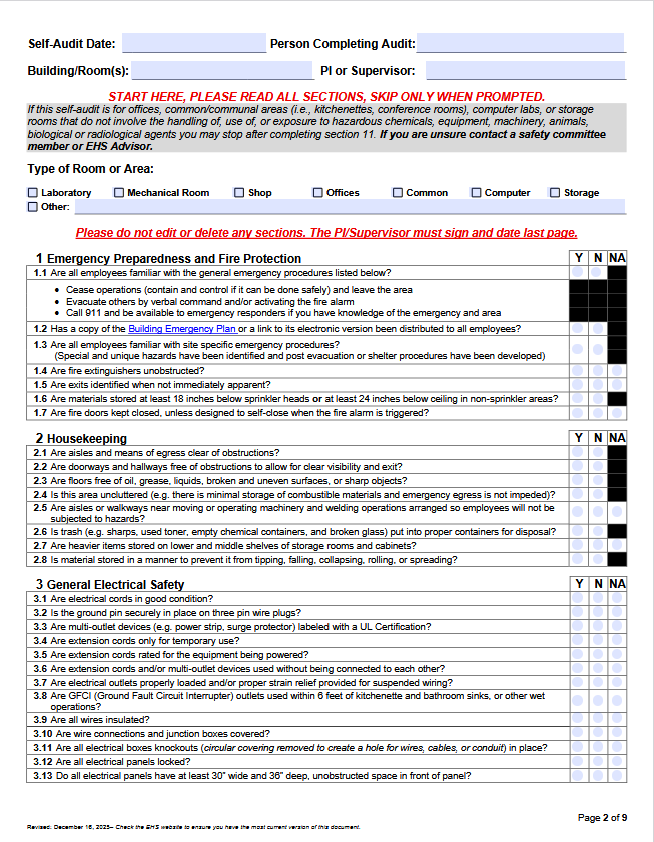 Self-Audit Date: Person Completing Audit:
Building/Room(s): PI or Supervisor:
START HERE, PLEASE READ ALL SECTIONS, SKIP ONLY WHEN PROMPTED.
If this self-audit is for offices, common/communal areas (i.e., kitchenettes, conference rooms), computer labs, or storage
rooms that do not involve the handling of, use of, or exposure to hazardous chemicals, equipment, machinery, animals,
biological or radiological agents you may stop after completing section 11. If you are unsure contact a safety committee
member or EHS Advisor.
Type of Room or Area:
Laboratory Mechanical Room Shop Offices Common Computer Storage
Other:
Please do not edit or delete any sections. The PI/Supervisor must sign and date last page.
1 Emergency Preparedness and Fire Protection Y N NA
1.1 Are all employees familiar with the general emergency procedures listed below?
• Cease operations (contain and control if it can be done safely) and leave the area
• Evacuate others by verbal command and/or activating the fire alarm
• Call 911 and be available to emergency responders if you have knowledge of the emergency and area
1.2 Has a copy of the Building Emergency Plan or a link to its electronic version been distributed to all employees?
1.3 Are all employees familiar with site specific emergency procedures?
(Special and unique hazards have been identified and post evacuation or shelter procedures have been developed)
1.4 Are fire extinguishers unobstructed?
1.5 Are exits identified when not immediately apparent?
1.6 Are materials stored at least 18 inches below sprinkler heads or at least 24 inches below ceiling in non-sprinkler areas?
1.7 Are fire doors kept closed, unless designed to self-close when the fire alarm is triggered?
2 Housekeeping Y N NA
2.1 Are aisles and means of egress clear of obstructions?
2.2 Are doorways and hallways free of obstructions to allow for clear visibility and exit?
2.3 Are floors free of oil, grease, liquids, broken and uneven surfaces, or sharp objects?
2.4 Is this area uncluttered (e.g. there is minimal storage of combustible materials and emergency egress is not impeded)?
2.5 Are aisles or walkways near moving or operating machinery and welding operations arranged so employees will not be
subjected to hazards?
2.6 Is trash (e.g. sharps, used toner, empty chemical containers, and broken glass) put into proper containers for disposal?
2.7 Are heavier items stored on lower and middle shelves of storage rooms and cabinets?
2.8 Is material stored in a manner to prevent it from tipping, falling, collapsing, rolling, or spreading?
3 General Electrical Safety Y N NA
3.1 Are electrical cords in good condition?
3.2 Is the ground pin securely in place on three pin wire plugs?
3.3 Are multi-outlet devices (e.g. power strip, surge protector) labeled with a UL Certification?
3.4 Are extension cords only for temporary use?
3.5 Are extension cords rated for the equipment being powered?
3.6 Are extension cords and/or multi-outlet devices used without being connected to each other?
3.7 Are electrical outlets properly loaded and/or proper strain relief provided for suspended wiring?
3.8 Are GFCI (Ground Fault Circuit Interrupter) outlets used within 6 feet of kitchenette and bathroom sinks, or other wet
operations?
3.9 Are all wires insulated?
3.10 Are wire connections and junction boxes covered?
3.11 Are all electrical boxes knockouts (circular covering removed to create a hole for wires, cables, or conduit) in place?
3.12 Are all electrical panels locked?
3.13 Do all electrical panels have at least 30" wide and 36" deep, unobstructed space in front of panel?
Page 2 of 9
Revised: December 16, 2025– Check the EHS website to ensure you have the most current version of this document.